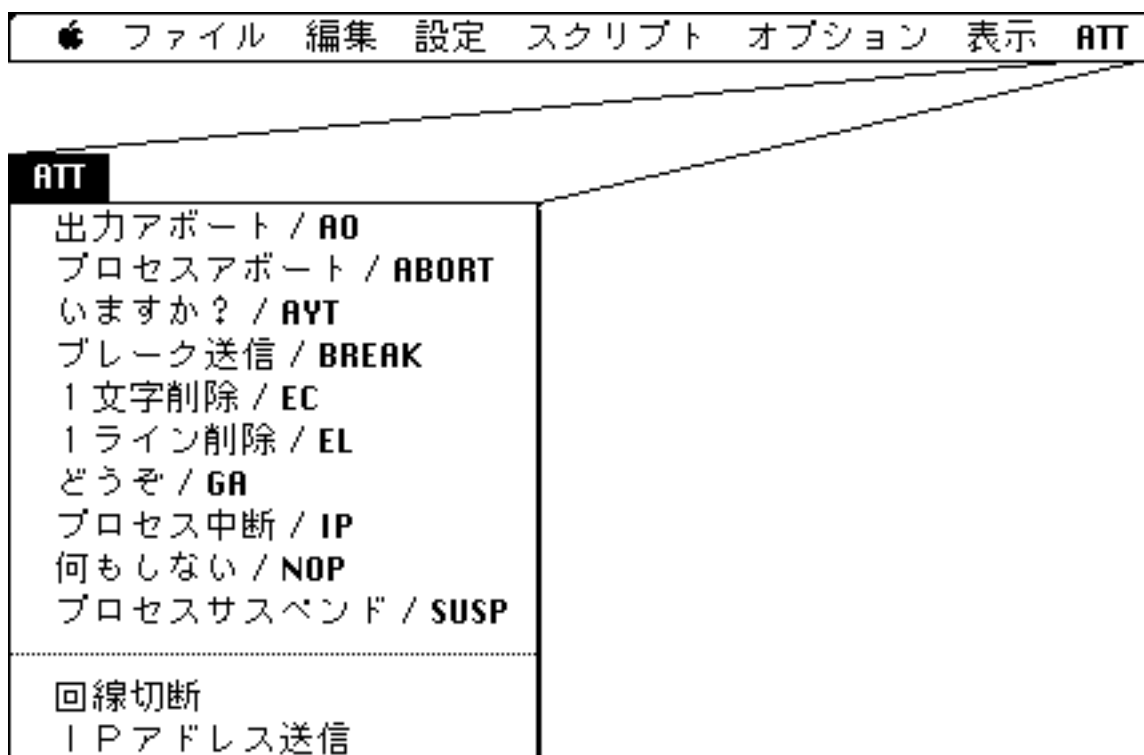 ファイル 編集 設定 スクリプト オプション 表示 ATT
ATT
出力アボート / AO
プロセスアボート / ABORT
いますか? / AYT
ブレーク送信 / BREAK
1文字削除 / EC
1ライン削除 / EL
どうぞ / GA
プロセス中断 / IP
何もしない / NOP
プロセスサスペンド / SUSP
回線切断
IPアドレス送信